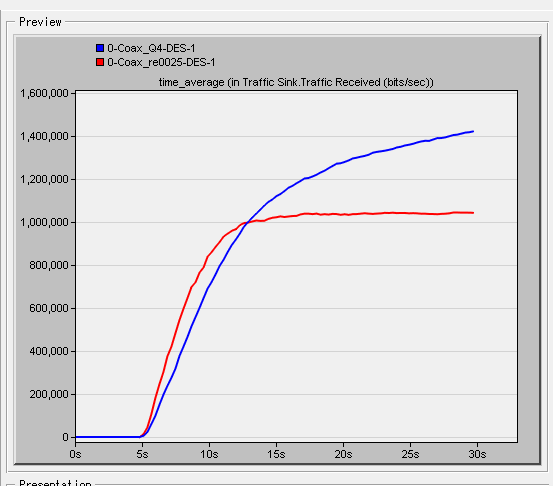 Preview
0-Coax_Q4-DES-1
0-Coax_re0025-DES-1
time_average (in Traffic Sink.Traffic Received (bits/sec))
1,600,000
1,400,000
1,200,000
1,000,000
800,000
600,000
400,000
200,000
0
0s 5s 10s 15s 20s 25s 30s
Presentation